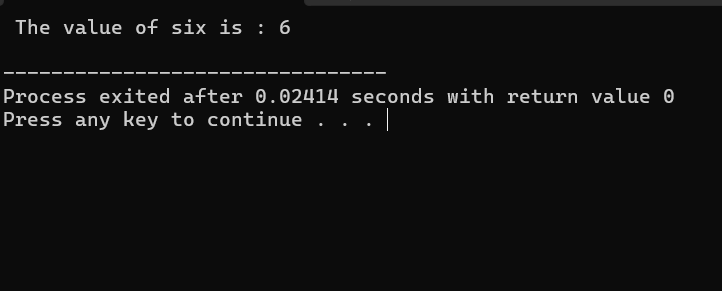 The value of six is : 6
--------------------------------
Process exited after 0.02414 seconds with return value 0
Press any key to continue . . .